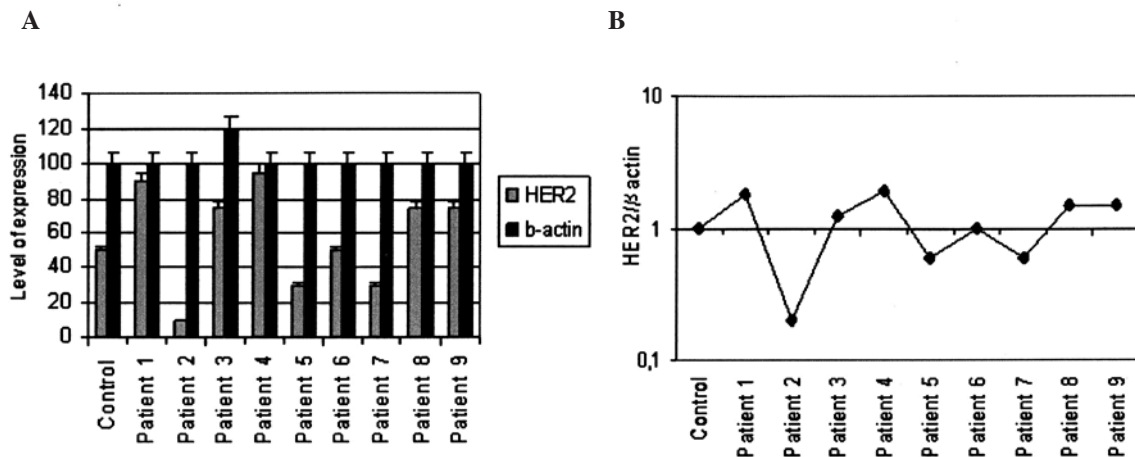 A
Level of expression
140
120
100
80
60
40
20
0
Control
Patient 1
Patient 2
Patient 3
Patient 4
Patient 5
Patient 6
Patient 7
Patient 8
Patient 9
HER2
b-actin
B
HER2/β actin
10
1
0,1
Control
Patient 1
Patient 2
Patient 3
Patient 4
Patient 5
Patient 6
Patient 7
Patient 8
Patient 9